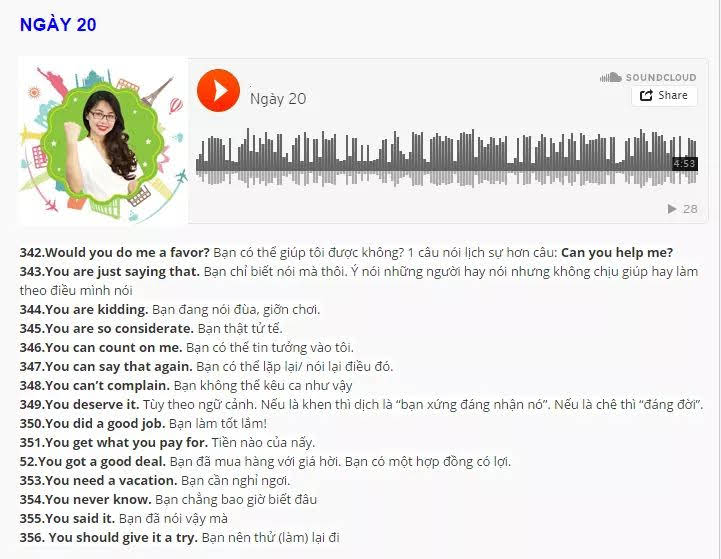 NGÀY 20
SOUNDCLOUD
Share
Ngày 20
4:53
28
342.Would you do me a favor? Bạn có thể giúp tôi được không? 1 câu nói lịch sự hơn câu: Can you help me?
343.You are just saying that. Bạn chỉ biết nói mà thôi. Ý nói những người hay nói nhưng không chịu giúp hay làm
theo điều mình nói
344.You are kidding. Bạn đang nói đùa, giỡn chơi.
345.You are so considerate. Bạn thật tử tế.
346.You can count on me. Bạn có thể tin tưởng vào tôi.
347.You can say that again. Bạn có thể lặp lại/ nói lại điều đó.
348.You can’t complain. Bạn không thể kêu ca như vậy
349.You deserve it. Tùy theo ngữ cảnh. Nếu là khen thì dịch là “bạn xứng đáng nhận nó”. Nếu là chê thì “đáng đời”.
350.You did a good job. Bạn làm tốt lắm!
351.You get what you pay for. Tiền nào của nấy.
52.You got a good deal. Bạn đã mua hàng với giá hời. Bạn có một hợp đồng có lợi.
353.You need a vacation. Bạn cần nghỉ ngơi.
354.You never know. Bạn chẳng bao giờ biết đâu
355.You said it. Bạn đã nói vậy mà
356. You should give it a try. Bạn nên thử (làm) lại đi